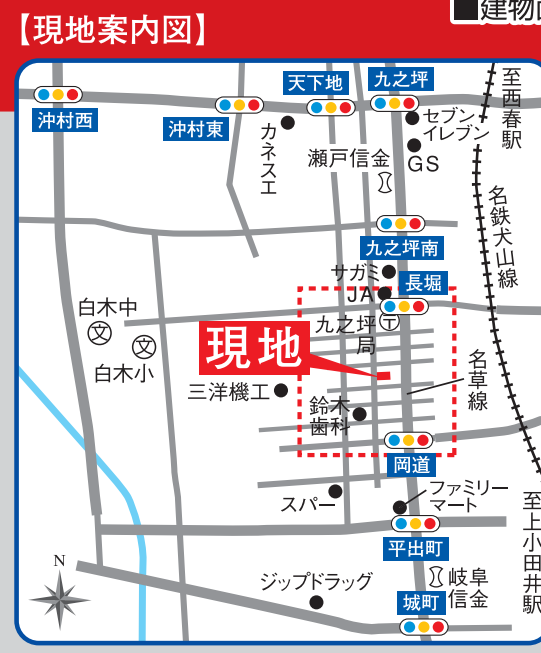 ■建物
【現地案内図】
沖村西
沖村東
天下地
九之坪
カネスエ
セブン
イレブン
GS
瀬戸信金
至西春駅
名鉄犬山線
九之坪南
サガミ
JA
長堀
九之坪
局
〒
白木中
文
文
白木小
現地
三洋機工
鈴木
歯科
名草線
岡道
スパー
ファミリー
マート
平出町
至上小田井駅
N
ジップドラッグ
岐阜
信金
城町